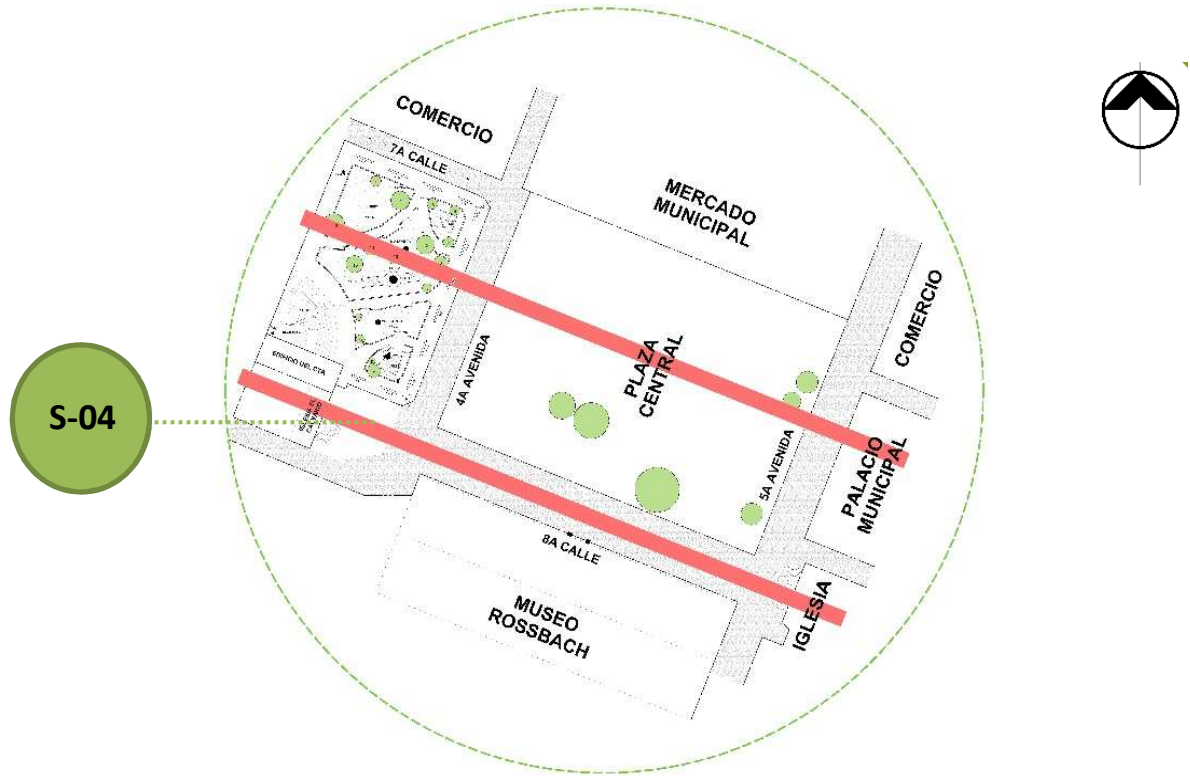 COMERCIO
7A CALLE
MERCADO
MUNICIPAL
COMERCIO
PLAZA
CENTRAL
4A AVENIDA
S-04
5A AVENIDA
PALACIO
MUNICIPAL
8A CALLE
MUSEO
ROSSBACH
IGLESIA